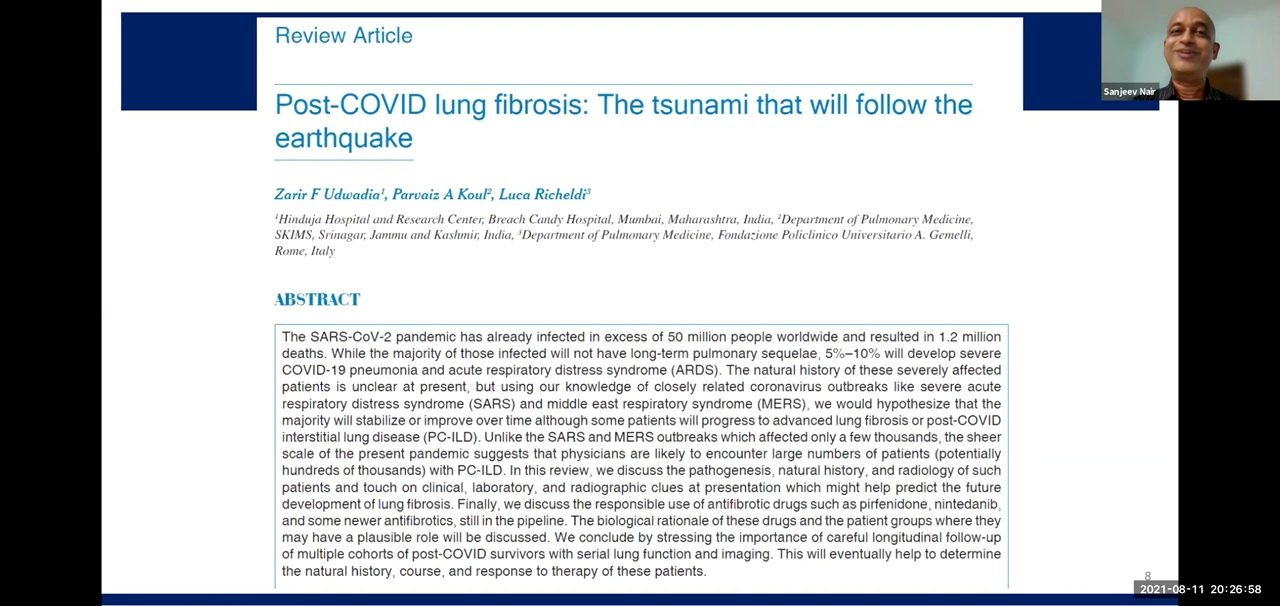 Review Article
Post-COVID lung fibrosis: The tsunami that will follow the
earthquake
Zarir F Udwadia¹, Parvaiz A Koul², Luca Richeldi³
¹Hinduja Hospital and Research Center, Breach Candy Hospital, Mumbai, Maharashtra, India, ²Department of Pulmonary Medicine,
SKIMS, Srinagar, Jammu and Kashmir, India, ³Department of Pulmonary Medicine, Fondazione Policlinico Universitario A. Gemelli,
Rome, Italy
ABSTRACT
The SARS-CoV-2 pandemic has already infected in excess of 50 million people worldwide and resulted in 1.2 million
deaths. While the majority of those infected will not have long-term pulmonary sequelae, 5%–10% will develop severe
COVID-19 pneumonia and acute respiratory distress syndrome (ARDS). The natural history of these severely affected
patients is unclear at present, but using our knowledge of closely related coronavirus outbreaks like severe acute
respiratory distress syndrome (SARS) and middle east respiratory syndrome (MERS), we would hypothesize that the
majority will stabilize or improve over time although some patients will progress to advanced lung fibrosis or post-COVID
interstitial lung disease (PC-ILD). Unlike the SARS and MERS outbreaks which affected only a few thousands, the sheer
scale of the present pandemic suggests that physicians are likely to encounter large numbers of patients (potentially
hundreds of thousands) with PC-ILD. In this review, we discuss the pathogenesis, natural history, and radiology of such
patients and touch on clinical, laboratory, and radiographic clues at presentation which might help predict the future
development of lung fibrosis. Finally, we discuss the responsible use of antifibrotic drugs such as pirfenidone, nintedanib,
and some newer antifibrotics, still in the pipeline. The biological rationale of these drugs and the patient groups where they
may have a plausible role will be discussed. We conclude by stressing the importance of careful longitudinal follow-up
of multiple cohorts of post-COVID survivors with serial lung function and imaging. This will eventually help to determine
the natural history, course, and response to therapy of these patients.
Sanjeev Nair
8
2021-08-11 20:26:58